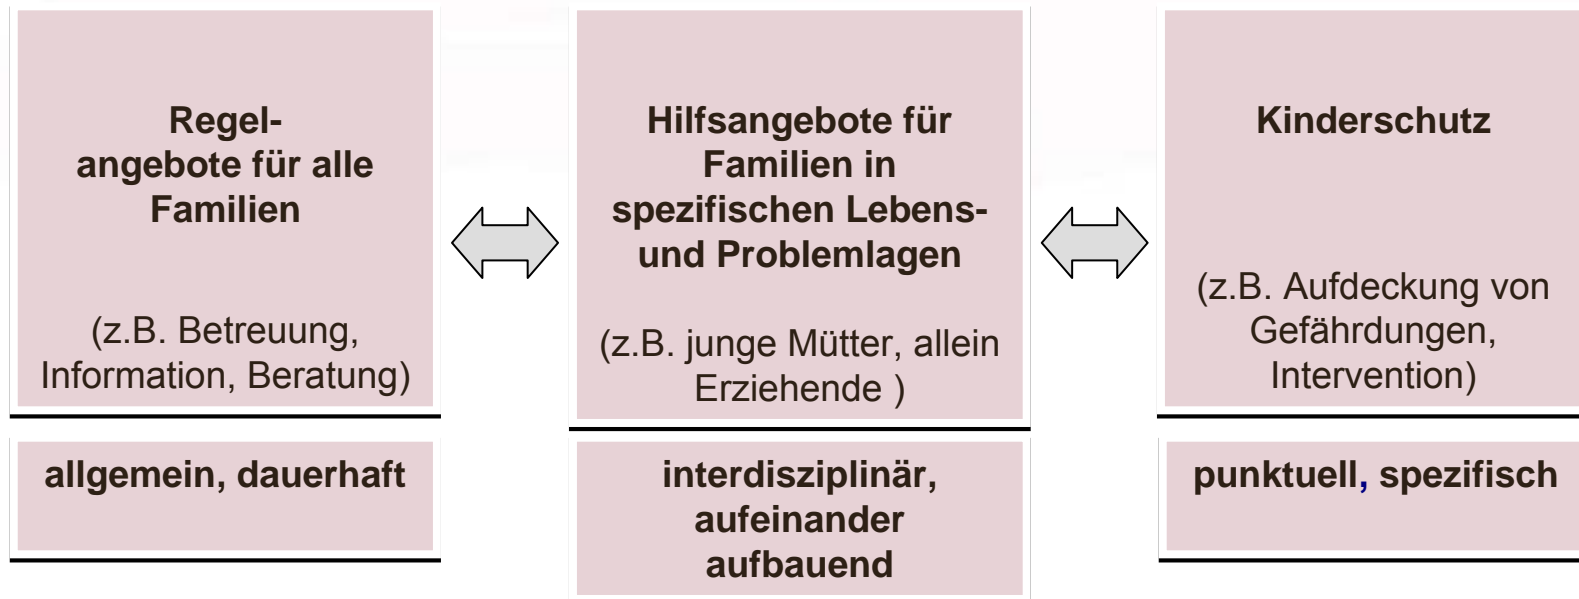 Regel-
angebote für alle
Familien
(z.B. Betreuung,
Information, Beratung)
allgemein, dauerhaft
Hilfsangebote für
Familien in
spezifischen Lebens-
und Problemlagen
(z.B. junge Mütter, allein
Erziehende )
interdisziplinär,
aufeinander
aufbauend
Kinderschutz
(z.B. Aufdeckung von
Gefährdungen,
Intervention)
punktuell, spezifisch